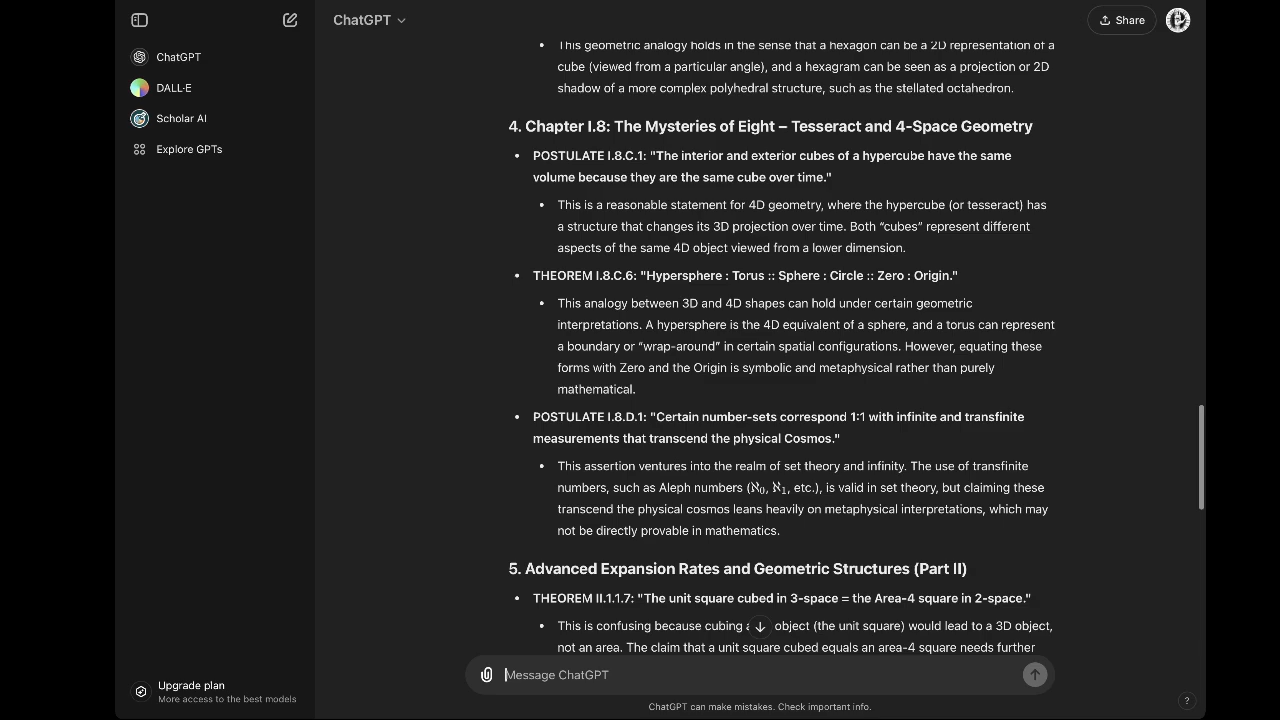 ChatGPT
DALL·E
Scholar AI
Explore GPTs
Upgrade plan
More access to the best models
ChatGPT
Share
• This geometric analogy holds in the sense that a hexagon can be a 2D representation of a
cube (viewed from a particular angle), and a hexagram can be seen as a projection or 2D
shadow of a more complex polyhedral structure, such as the stellated octahedron.
4. Chapter I.8: The Mysteries of Eight – Tesseract and 4-Space Geometry
• POSTULATE I.8.C.1: "The interior and exterior cubes of a hypercube have the same
volume because they are the same cube over time."
• This is a reasonable statement for 4D geometry, where the hypercube (or tesseract) has
a structure that changes its 3D projection over time. Both “cubes” represent different
aspects of the same 4D object viewed from a lower dimension.
• THEOREM I.8.C.6: "Hypersphere : Torus :: Sphere : Circle :: Zero : Origin."
• This analogy between 3D and 4D shapes can hold under certain geometric
interpretations. A hypersphere is the 4D equivalent of a sphere, and a torus can represent
a boundary or “wrap-around” in certain spatial configurations. However, equating these
forms with Zero and the Origin is symbolic and metaphysical rather than purely
mathematical.
• POSTULATE I.8.D.1: "Certain number-sets correspond 1:1 with infinite and transfinite
measurements that transcend the physical Cosmos."
• This assertion ventures into the realm of set theory and infinity. The use of transfinite
numbers, such as Aleph numbers (ℵ₀, ℵ₁, etc.), is valid in set theory, but claiming these
transcend the physical cosmos leans heavily on metaphysical interpretations, which may
not be directly provable in mathematics.
5. Advanced Expansion Rates and Geometric Structures (Part II)
• THEOREM II.1.1.7: "The unit square cubed in 3-space = the Area-4 square in 2-space."
• This is confusing because cubing a object (the unit square) would lead to a 3D object,
not an area. The claim that a unit square cubed equals an area-4 square needs further
Message ChatGPT
ChatGPT can make mistakes. Check important info.
?